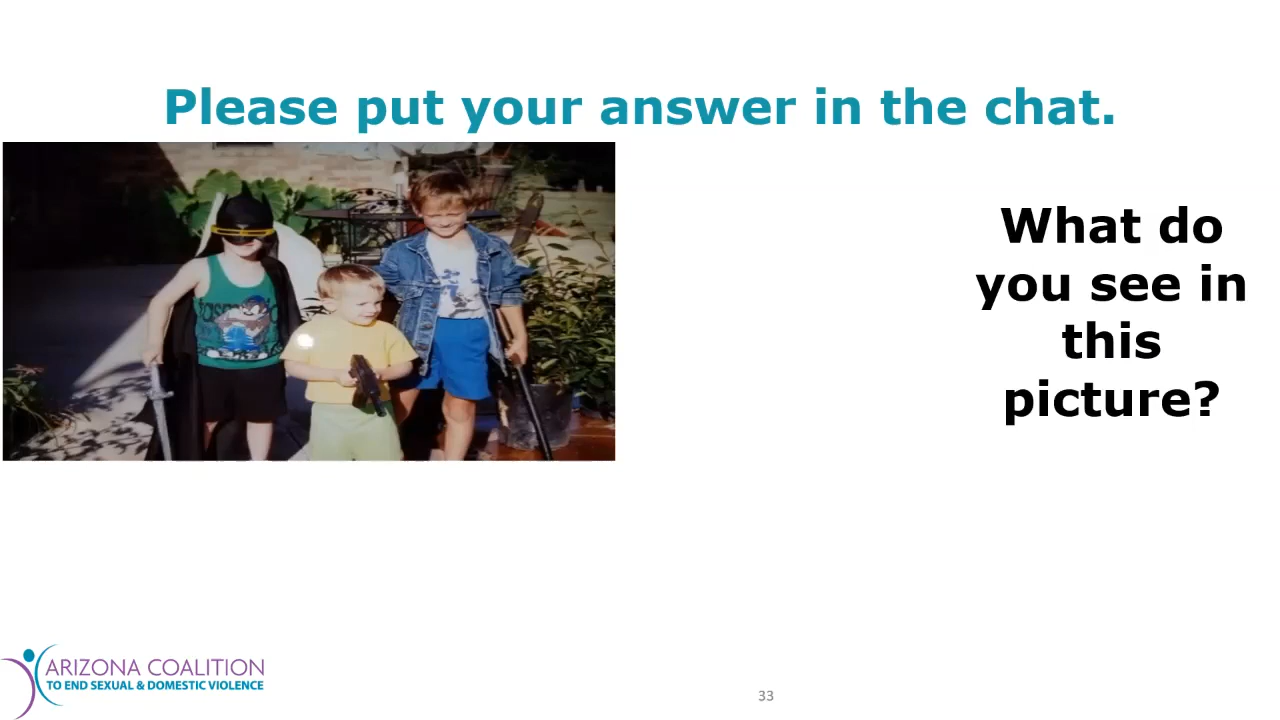 Please put your answer in the chat.
What do
you see in
this
picture?
ARIZONA COALITION
TO END SEXUAL & DOMESTIC VIOLENCE
33